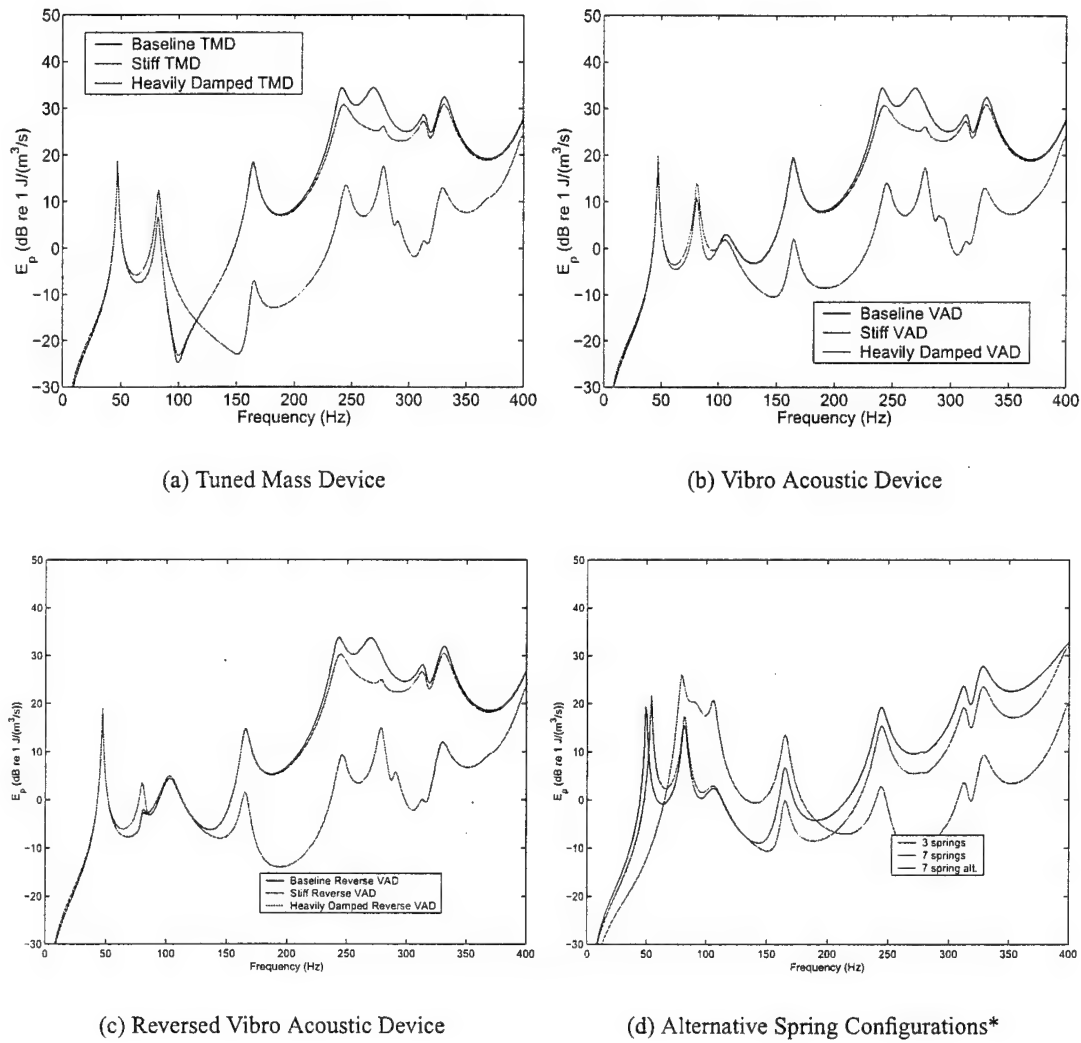 50
40
30
20
10
0
−10
−20
−30
E_p (dB re 1 J/(m³/s))
Baseline TMD
Stiff TMD
Heavily Damped TMD
0 50 100 150 200 250 300 350 400
Frequency (Hz)
(a) Tuned Mass Device
50
40
30
20
10
0
−10
−20
−30
E_p (dB re 1 J/(m³/s))
Baseline VAD
Stiff VAD
Heavily Damped VAD
0 50 100 150 200 250 300 350 400
Frequency (Hz)
(b) Vibro Acoustic Device
50
40
30
20
10
0
−10
−20
−30
E_p (dB re 1 J/(m³/s))
Baseline Reverse VAD
Stiff Reverse VAD
Heavily Damped Reverse VAD
0 50 100 150 200 250 300 350 400
Frequency (Hz)
(c) Reversed Vibro Acoustic Device
50
40
30
20
10
0
−10
−20
−30
E_p (dB re 1 J/(m³/s))
3 springs
7 springs
7 spring alt.
0 50 100 150 200 250 300 350 400
Frequency (Hz)
(d) Alternative Spring Configurations*